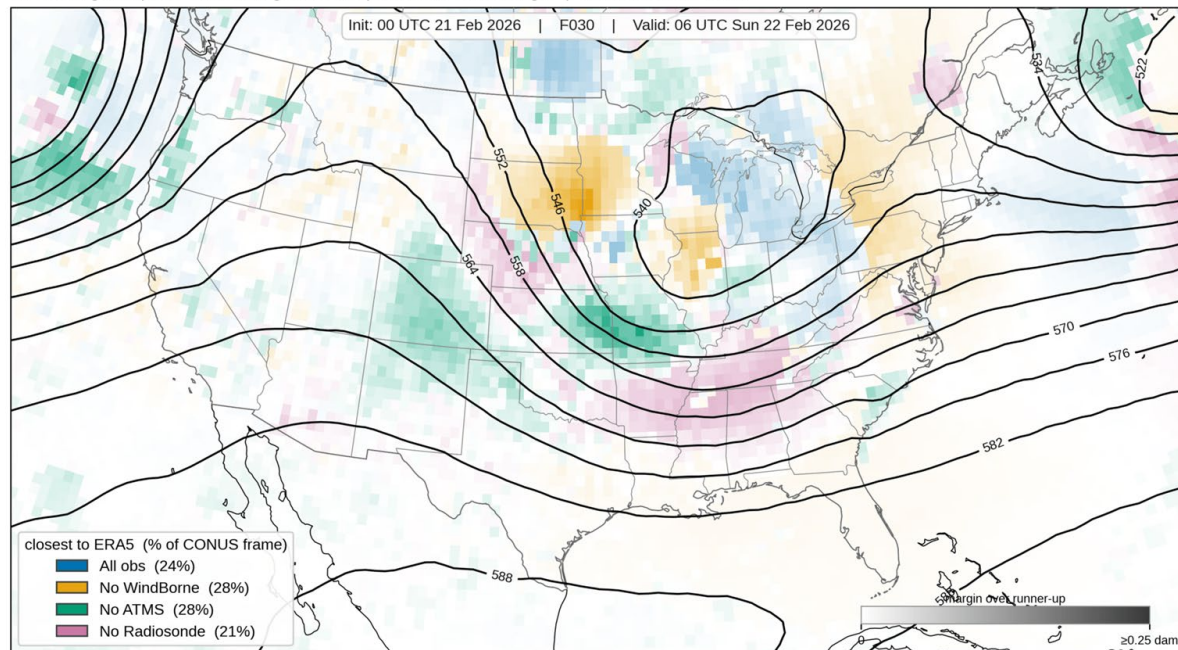 Init: 00 UTC 21 Feb 2026 | F030 | Valid: 06 UTC Sun 22 Feb 2026
534
522
552
546
540
564
558
570
576
582
588
closest to ERA5 (% of CONUS frame)
All obs (24%)
No WindBorne (28%)
No ATMS (28%)
No Radiosonde (21%)
margin over runner-up
0
≥0.25 dam